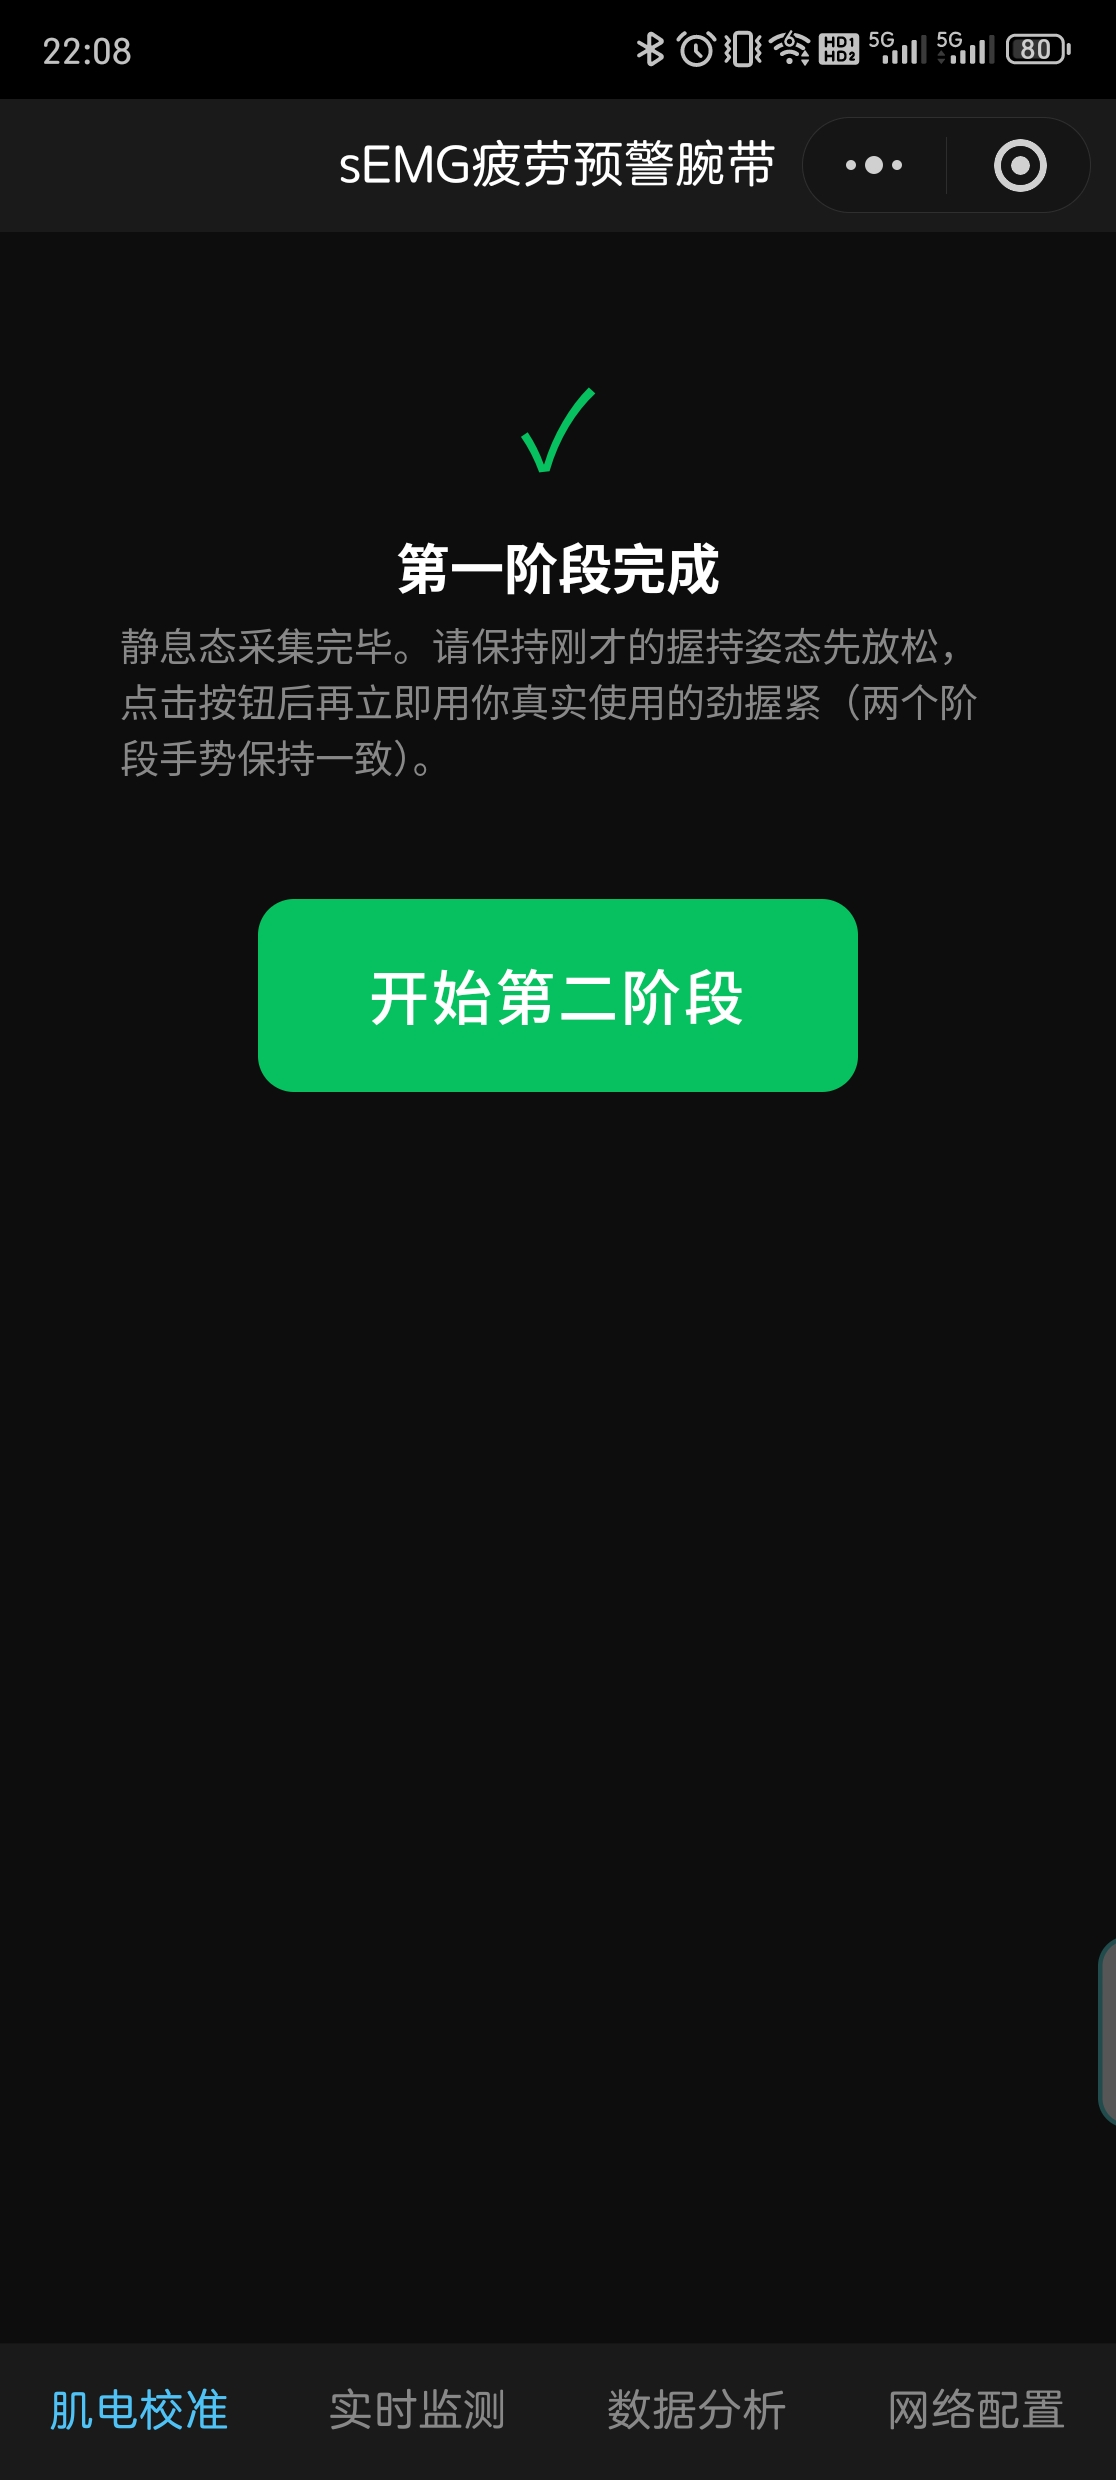 22:08
6
HD1
HD2
5G
5G
80
sEMG疲劳预警腕带
第一阶段完成
静息态采集完毕。请保持刚才的握持姿态先放松，
点击按钮后再立即用你真实使用的劲握紧（两个阶
段手势保持一致）。
开始第二阶段
肌电校准
实时监测
数据分析
网络配置